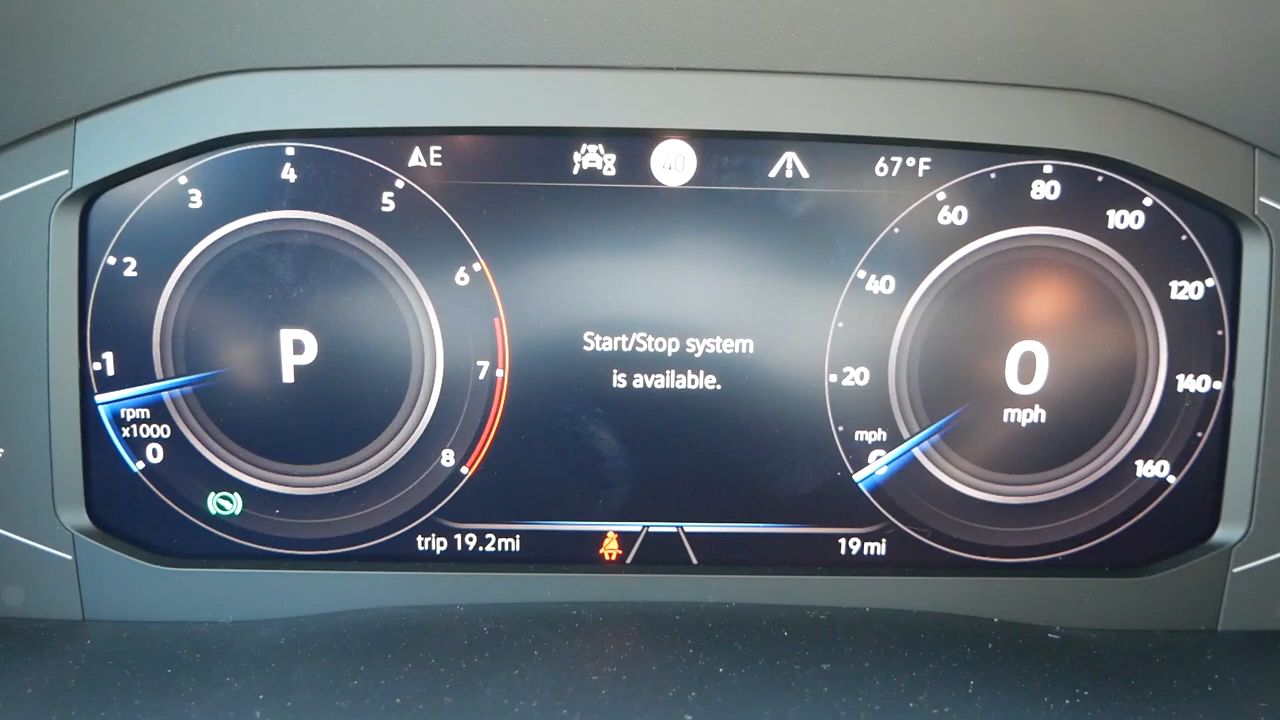 E
40
67°F
1
2
3
4
5
6
7
8
rpm
x1000
0
P
Start/Stop system
is available.
20
40
60
80
100
120
140
160
mph
0
mph
trip 19.2mi
19mi